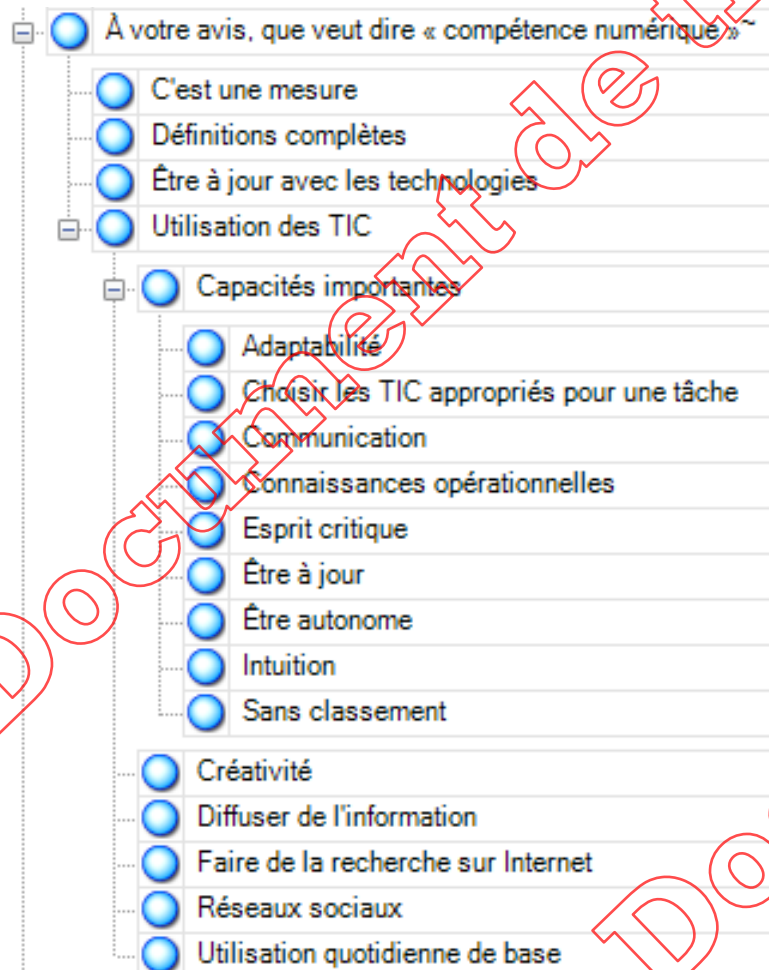 À votre avis, que veut dire « compétence numérique »~
C'est une mesure
Définitions complètes
Être à jour avec les technologies
Utilisation des TIC
Capacités importantes
Adaptabilité
Choisir les TIC appropriés pour une tâche
Communication
Connaissances opérationnelles
Esprit critique
Être à jour
Être autonome
Intuition
Sans classement
Créativité
Diffuser de l'information
Faire de la recherche sur Internet
Réseaux sociaux
Utilisation quotidienne de base
Document de
Do